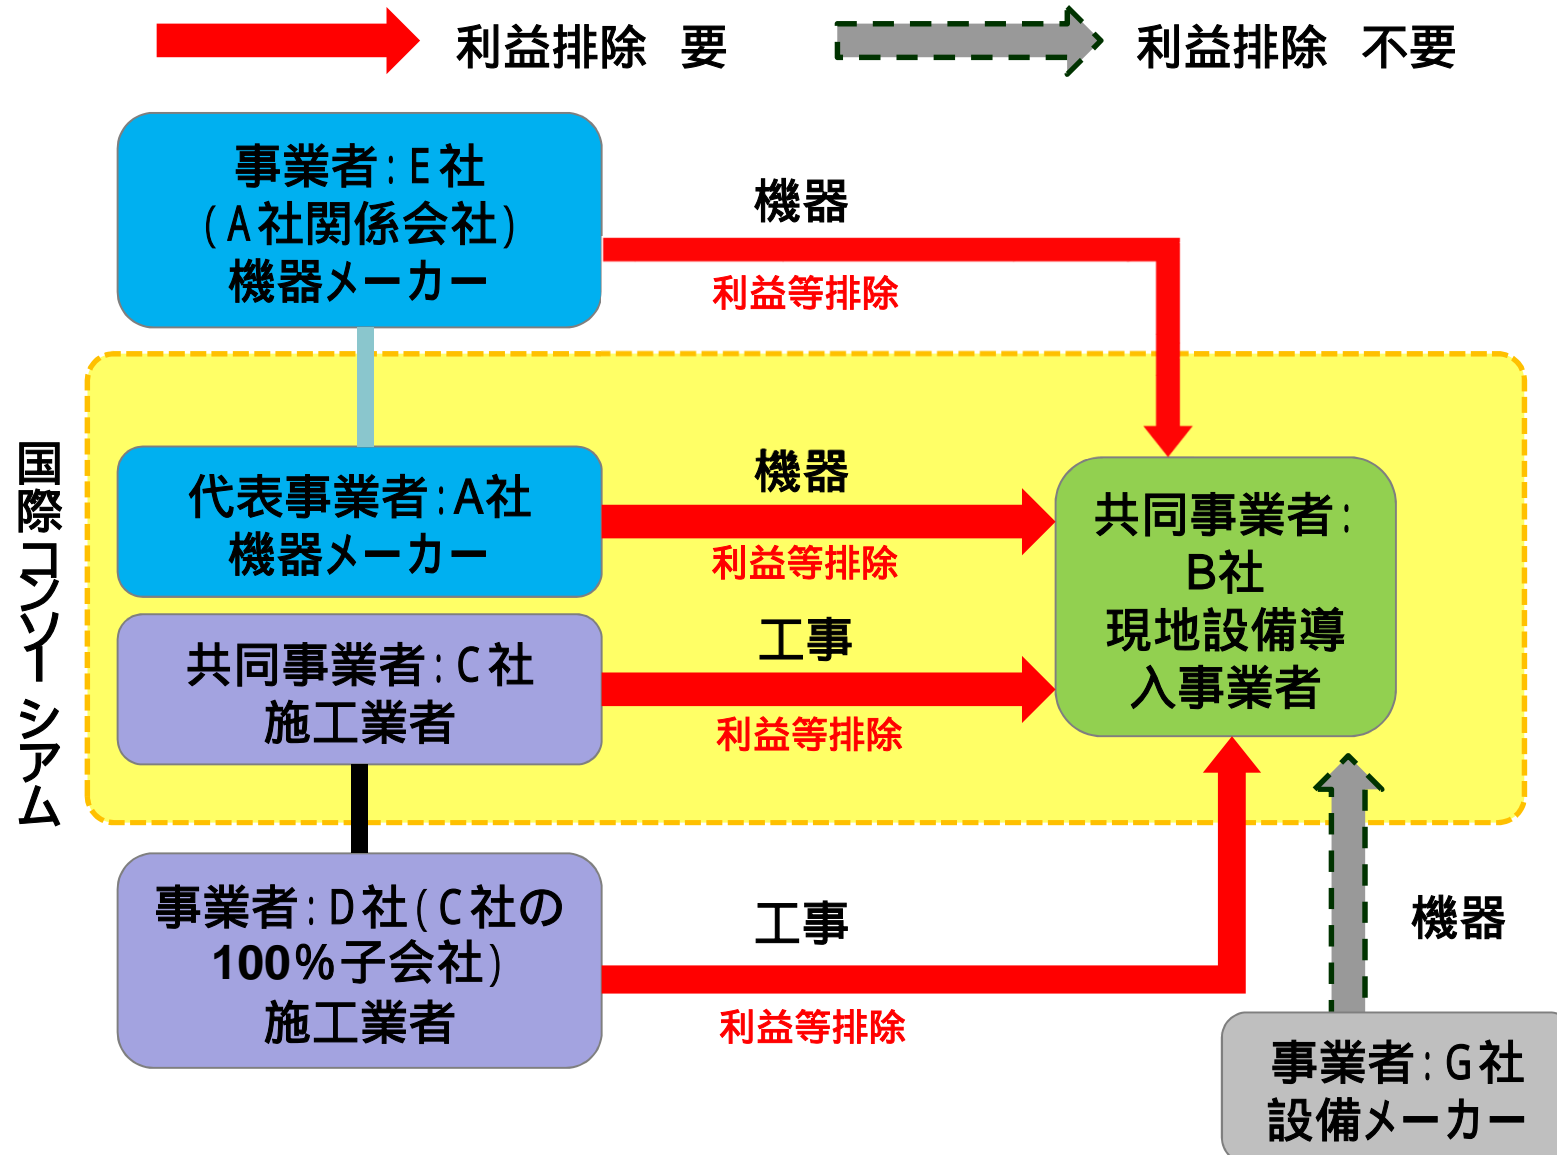 利益排除　要
利益排除　不要
事業者:E社
(A社関係会社)
機器メーカー
機器
利益等排除
国際コンソーシアム
代表事業者:A社
機器メーカー
機器
利益等排除
共同事業者:
B社
現地設備導
入事業者
共同事業者:C社
施工業者
工事
利益等排除
事業者:D社(C社の
100%子会社)
施工業者
工事
利益等排除
機器
事業者:G社
設備メーカー